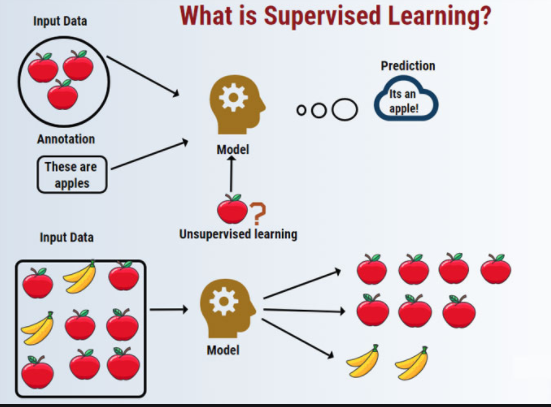 What is Supervised Learning?
Input Data
Annotation
These are
apples
Model
Prediction
Its an
apple!
?
Unsupervised learning
Input Data
Model